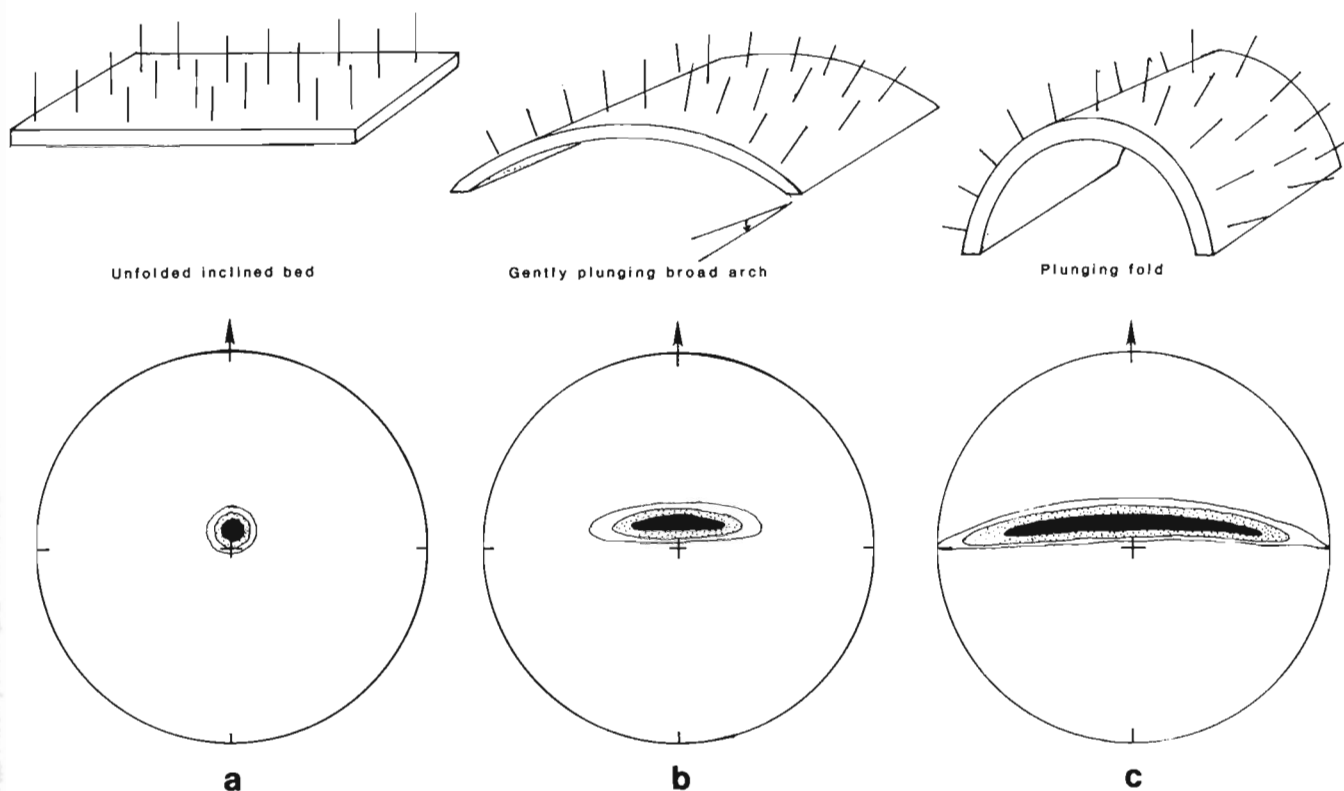 Unfolded inclined bed
Gently plunging broad arch
Plunging fold
a
b
c